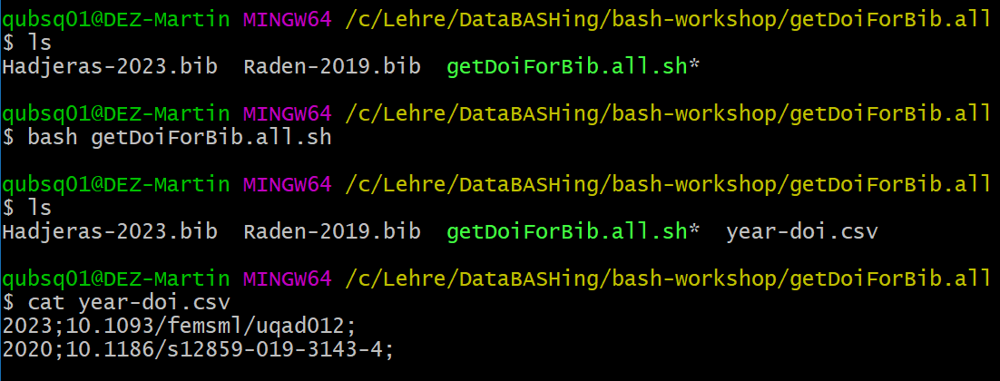 qubsq01@DEZ-Martin MINGW64 /c/Lehre/DataBASHing/bash-workshop/getDoiForBib.all
$ ls
Hadjeras-2023.bib  Raden-2019.bib  getDoiForBib.all.sh*
qubsq01@DEZ-Martin MINGW64 /c/Lehre/DataBASHing/bash-workshop/getDoiForBib.all
$ bash getDoiForBib.all.sh
qubsq01@DEZ-Martin MINGW64 /c/Lehre/DataBASHing/bash-workshop/getDoiForBib.all
$ ls
Hadjeras-2023.bib  Raden-2019.bib  getDoiForBib.all.sh*  year-doi.csv
qubsq01@DEZ-Martin MINGW64 /c/Lehre/DataBASHing/bash-workshop/getDoiForBib.all
$ cat year-doi.csv
2023;10.1093/femsml/uqad012;
2020;10.1186/s12859-019-3143-4;